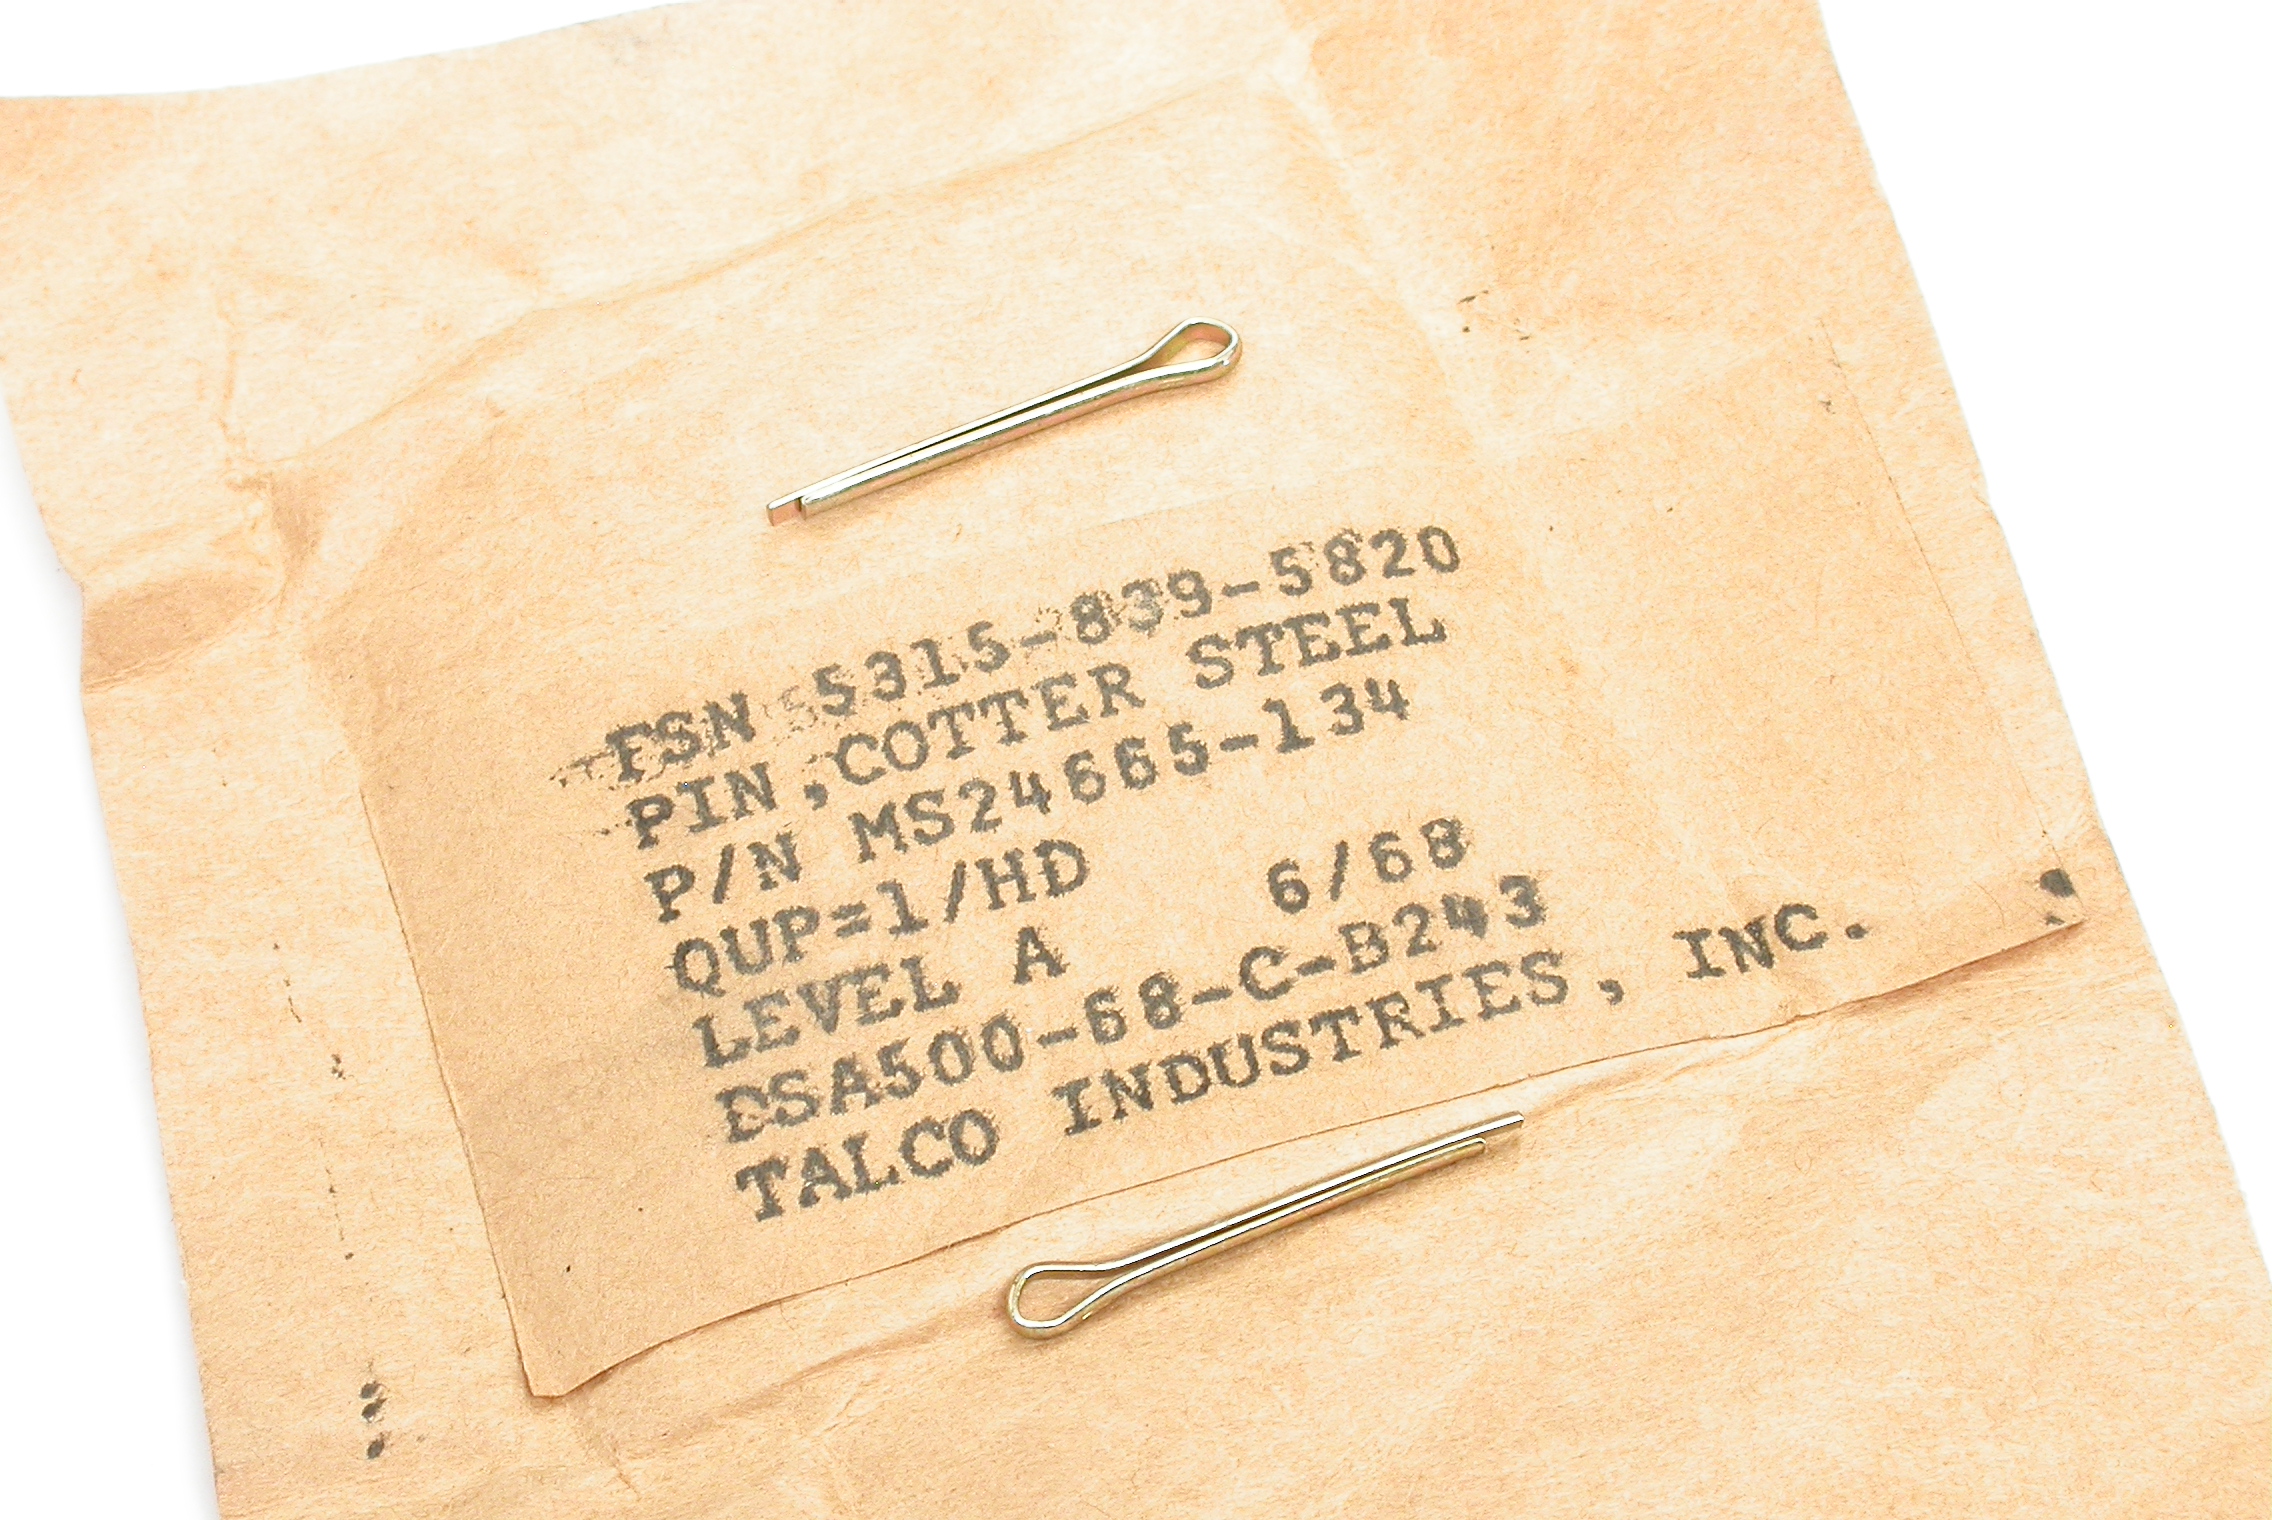 FSN 5315-839-5820
PIN,COTTER STEEL
P/N MS24665-134
QUP=1/HD
LEVEL A 6/68
DSA500-68-C-B243
TALCO INDUSTRIES, INC.